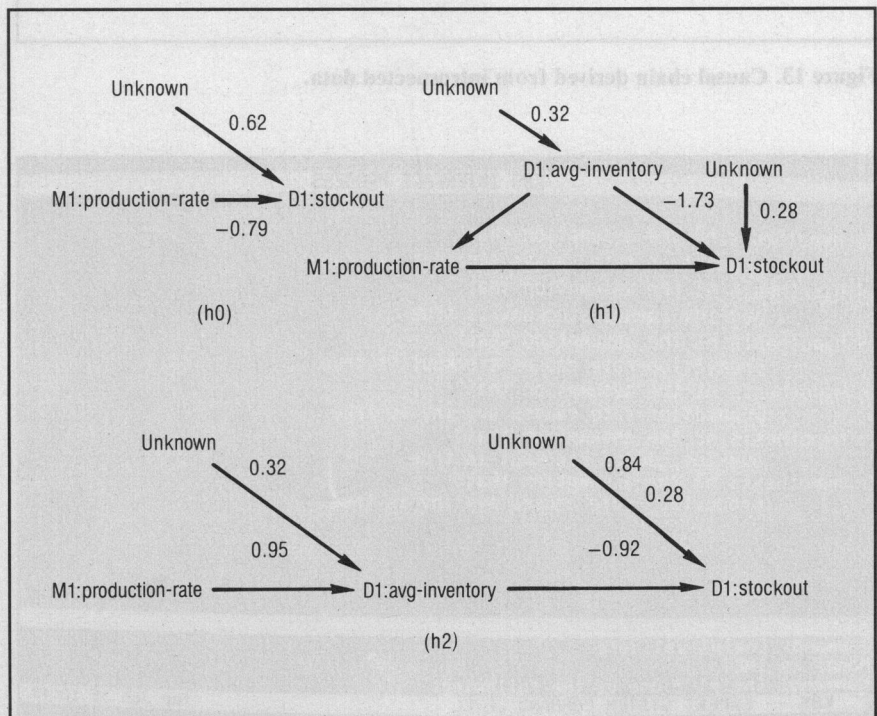 Figure 13. Causal chain derived from interpreted data.
Unknown
0.62
M1:production-rate
D1:stockout
−0.79
(h0)
Unknown
0.32
D1:avg-inventory
Unknown
−1.73
0.28
M1:production-rate
D1:stockout
(h1)
Unknown
0.32
0.95
M1:production-rate
D1:avg-inventory
Unknown
0.84
0.28
−0.92
D1:stockout
(h2)